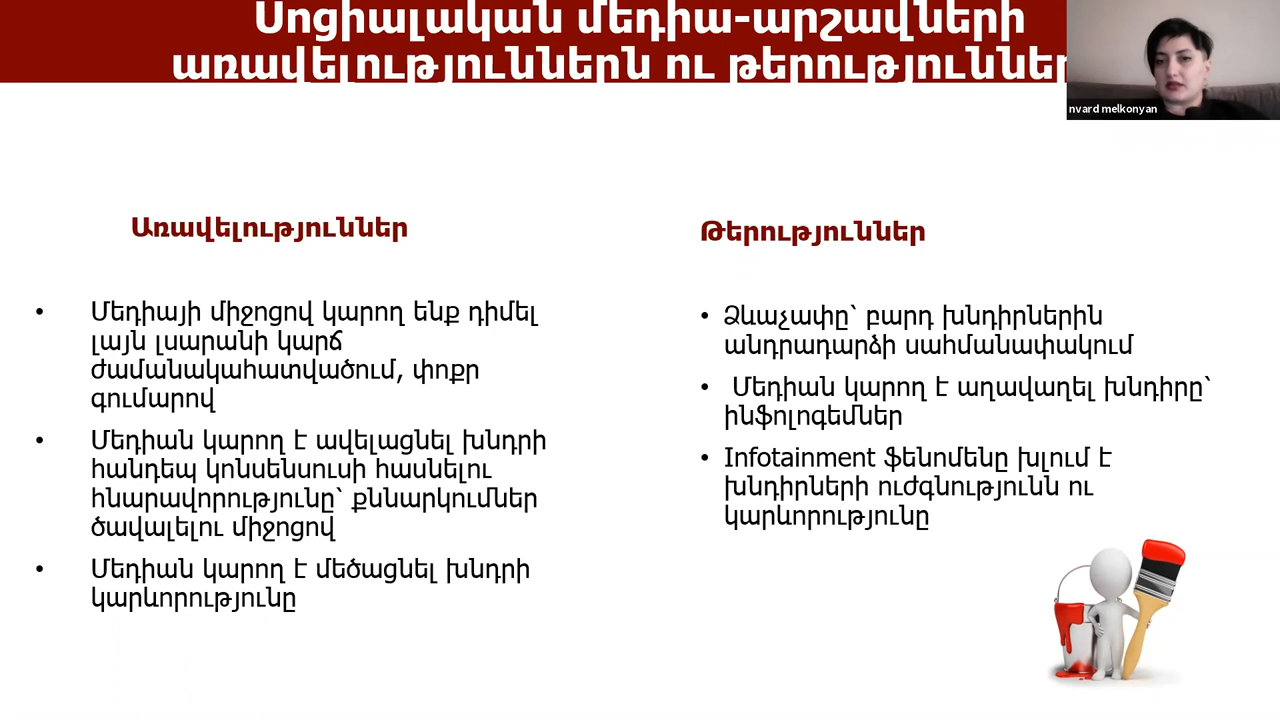 Սոցիալական մեդիա-արշավների
առավելություններն ու թերությունները
nvard melkonyan
Առավելություններ
• Մեդիայի միջոցով կարող ենք դիմել
լայն լսարանի կարճ
ժամանակահատվածում, փոքր
գումարով
• Մեդիան կարող է ավելացնել խնդրի
հանդեպ կոնսենսուսի հասնելու
հնարավորությունը՝ քննարկումներ
ծավալելու միջոցով
• Մեդիան կարող է մեծացնել խնդրի
կարևորությունը
Թերություններ
• Ձևաչափը՝ բարդ խնդիրներին
անդրադարձի սահմանափակում
• Մեդիան կարող է աղավաղել խնդիրը՝
ինֆոլոգեմներ
• Infotainment ֆենոմենը խլում է
խնդիրների ուժգնությունն ու
կարևորությունը